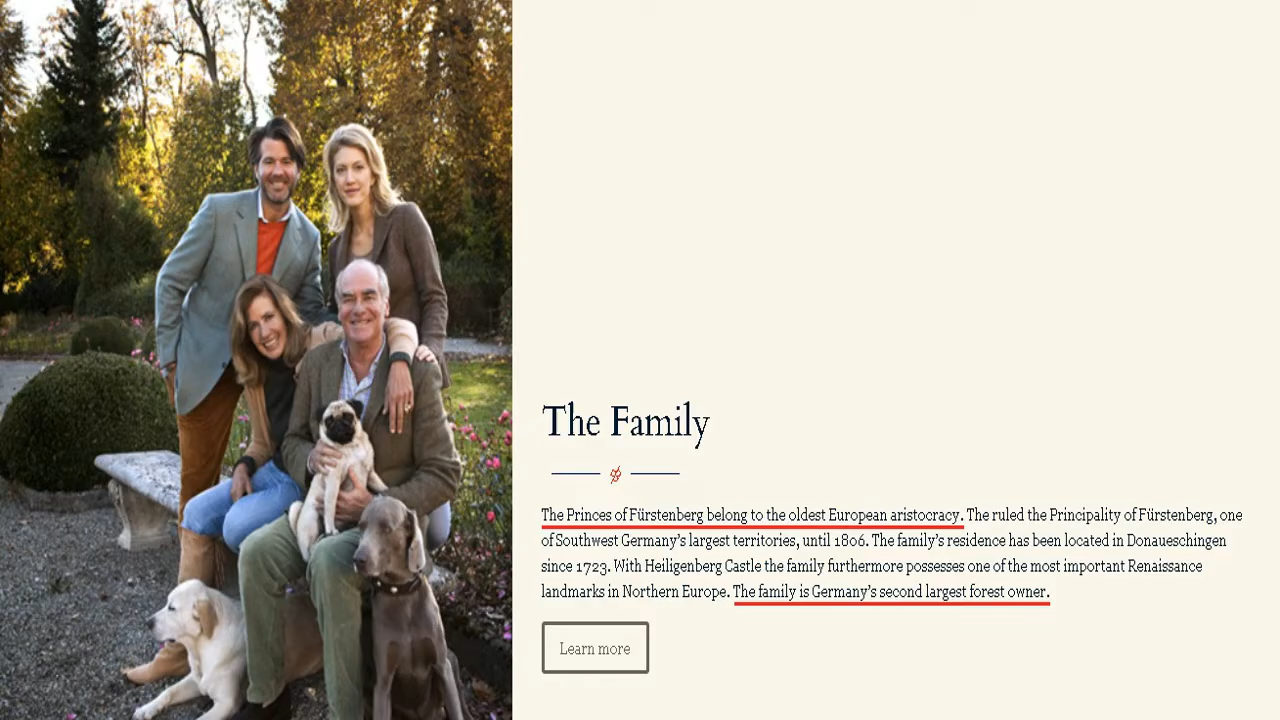 The Family
The Princes of Fürstenberg belong to the oldest European aristocracy. The ruled the Principality of Fürstenberg, one
of Southwest Germany's largest territories, until 1806. The family's residence has been located in Donaueschingen
since 1723. With Heiligenberg Castle the family furthermore possesses one of the most important Renaissance
landmarks in Northern Europe. The family is Germany's second largest forest owner.
Learn more